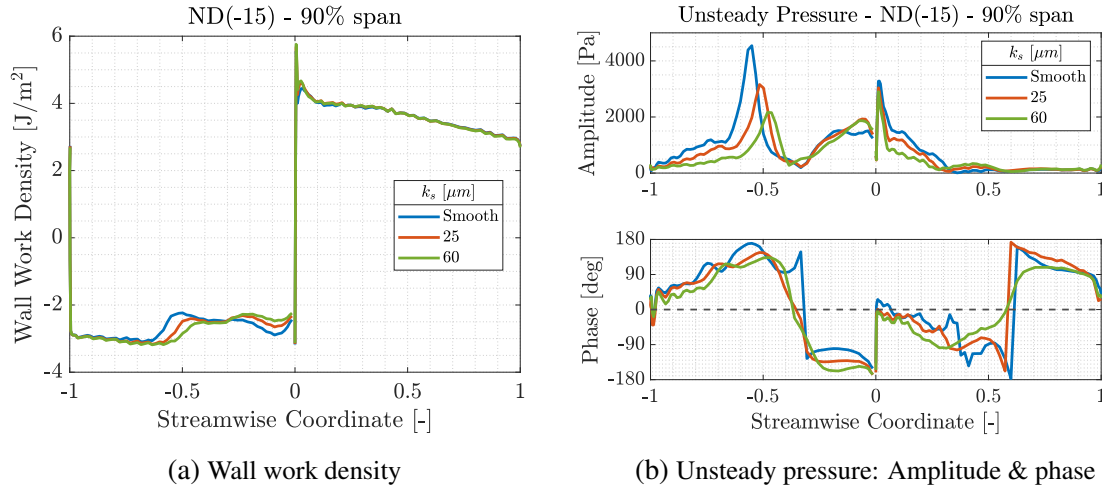 ND(-15) - 90% span
Wall Work Density [J/m²]
6
4
2
0
-2
-4
k_s [μm]
Smooth
25
60
-1 -0.5 0 0.5 1
Streamwise Coordinate [-]
(a) Wall work density
Unsteady Pressure - ND(-15) - 90% span
Amplitude [Pa]
4000
2000
0
k_s [μm]
Smooth
25
60
-1 -0.5 0 0.5 1
Phase [deg]
180
90
0
-90
-180
-1 -0.5 0 0.5 1
Streamwise Coordinate [-]
(b) Unsteady pressure: Amplitude & phase